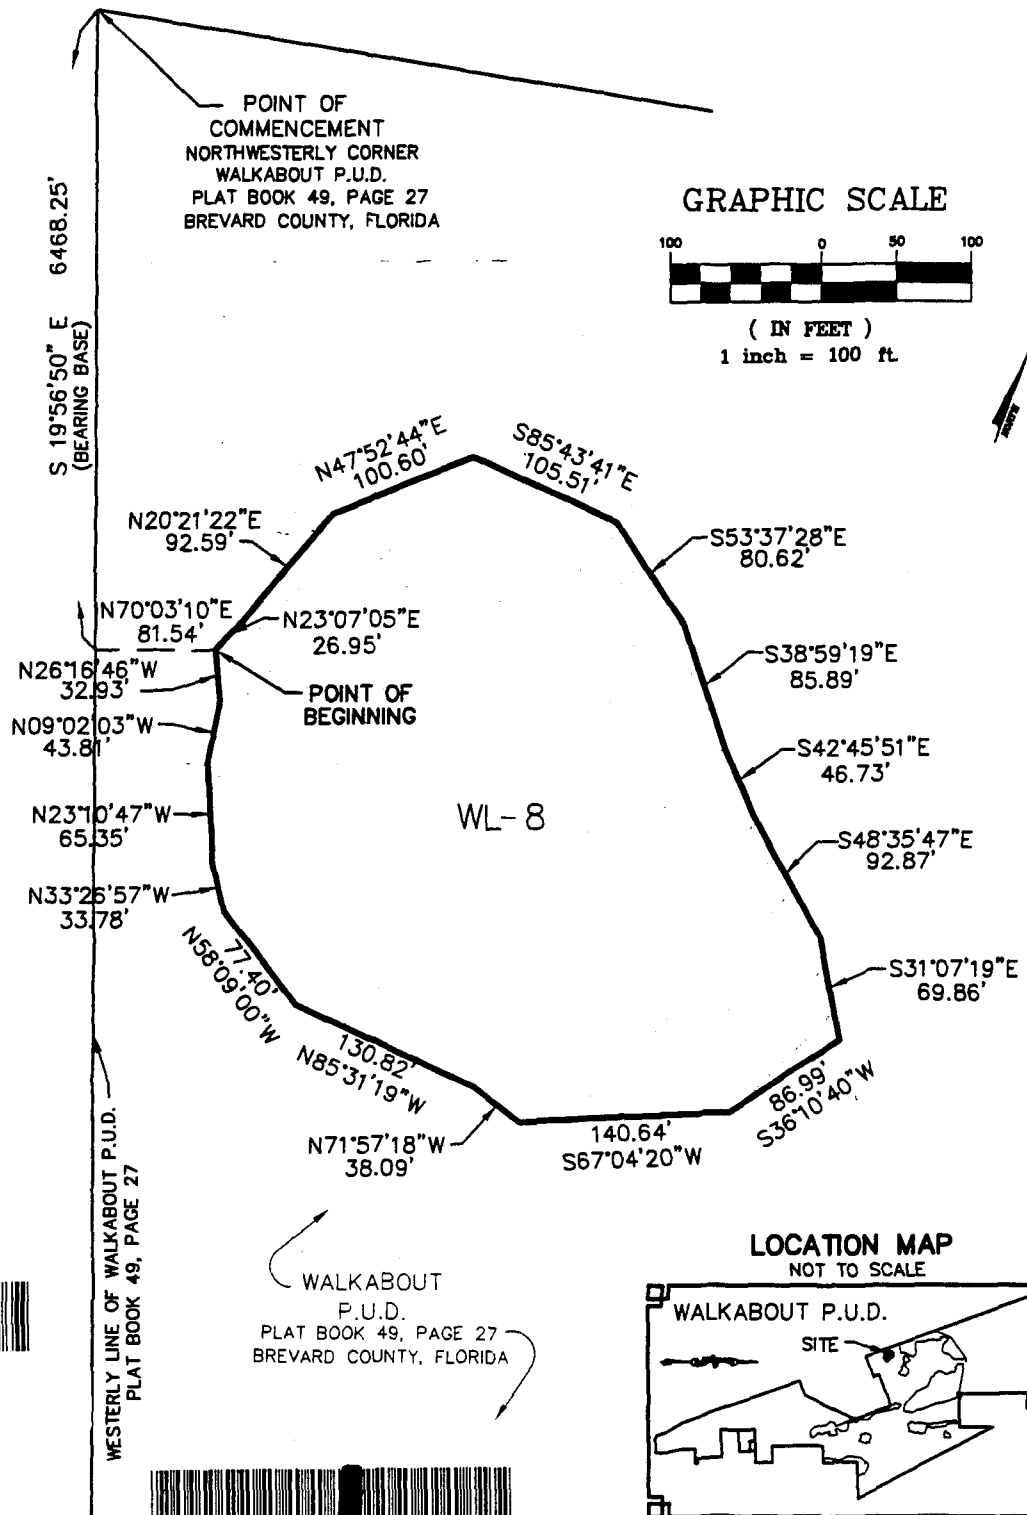 POINT OF
COMMENCEMENT
NORTHWESTERLY CORNER
WALKABOUT P.U.D.
PLAT BOOK 49, PAGE 27
BREVARD COUNTY, FLORIDA
S 19°56'50" E 6468.25'
(BEARING BASE)
GRAPHIC SCALE
100 0 50 100
( IN FEET )
1 inch = 100 ft.
NORTH
N47°52'44"E
100.60'
S85°43'41"E
105.51'
N20°21'22"E
92.59'
S53°37'28"E
80.62'
N70°03'10"E
81.54'
N23°07'05"E
26.95'
N26°16'46"W
32.93'
S38°59'19"E
85.89'
POINT OF
BEGINNING
N09°02'03"W
43.81'
S42°45'51"E
46.73'
N23°10'47"W
65.35'
WL-8
S48°35'47"E
92.87'
N33°26'57"W
33.78'
77.40'
N58°09'00"W
S31°07'19"E
69.86'
130.82'
N85°31'19"W
86.99'
S36°10'40"W
N71°57'18"W
38.09'
140.64'
S67°04'20"W
WESTERLY LINE OF WALKABOUT P.U.D.
PLAT BOOK 49, PAGE 27
WALKABOUT
P.U.D.
PLAT BOOK 49, PAGE 27
BREVARD COUNTY, FLORIDA
LOCATION MAP
NOT TO SCALE
WALKABOUT P.U.D.
SITE